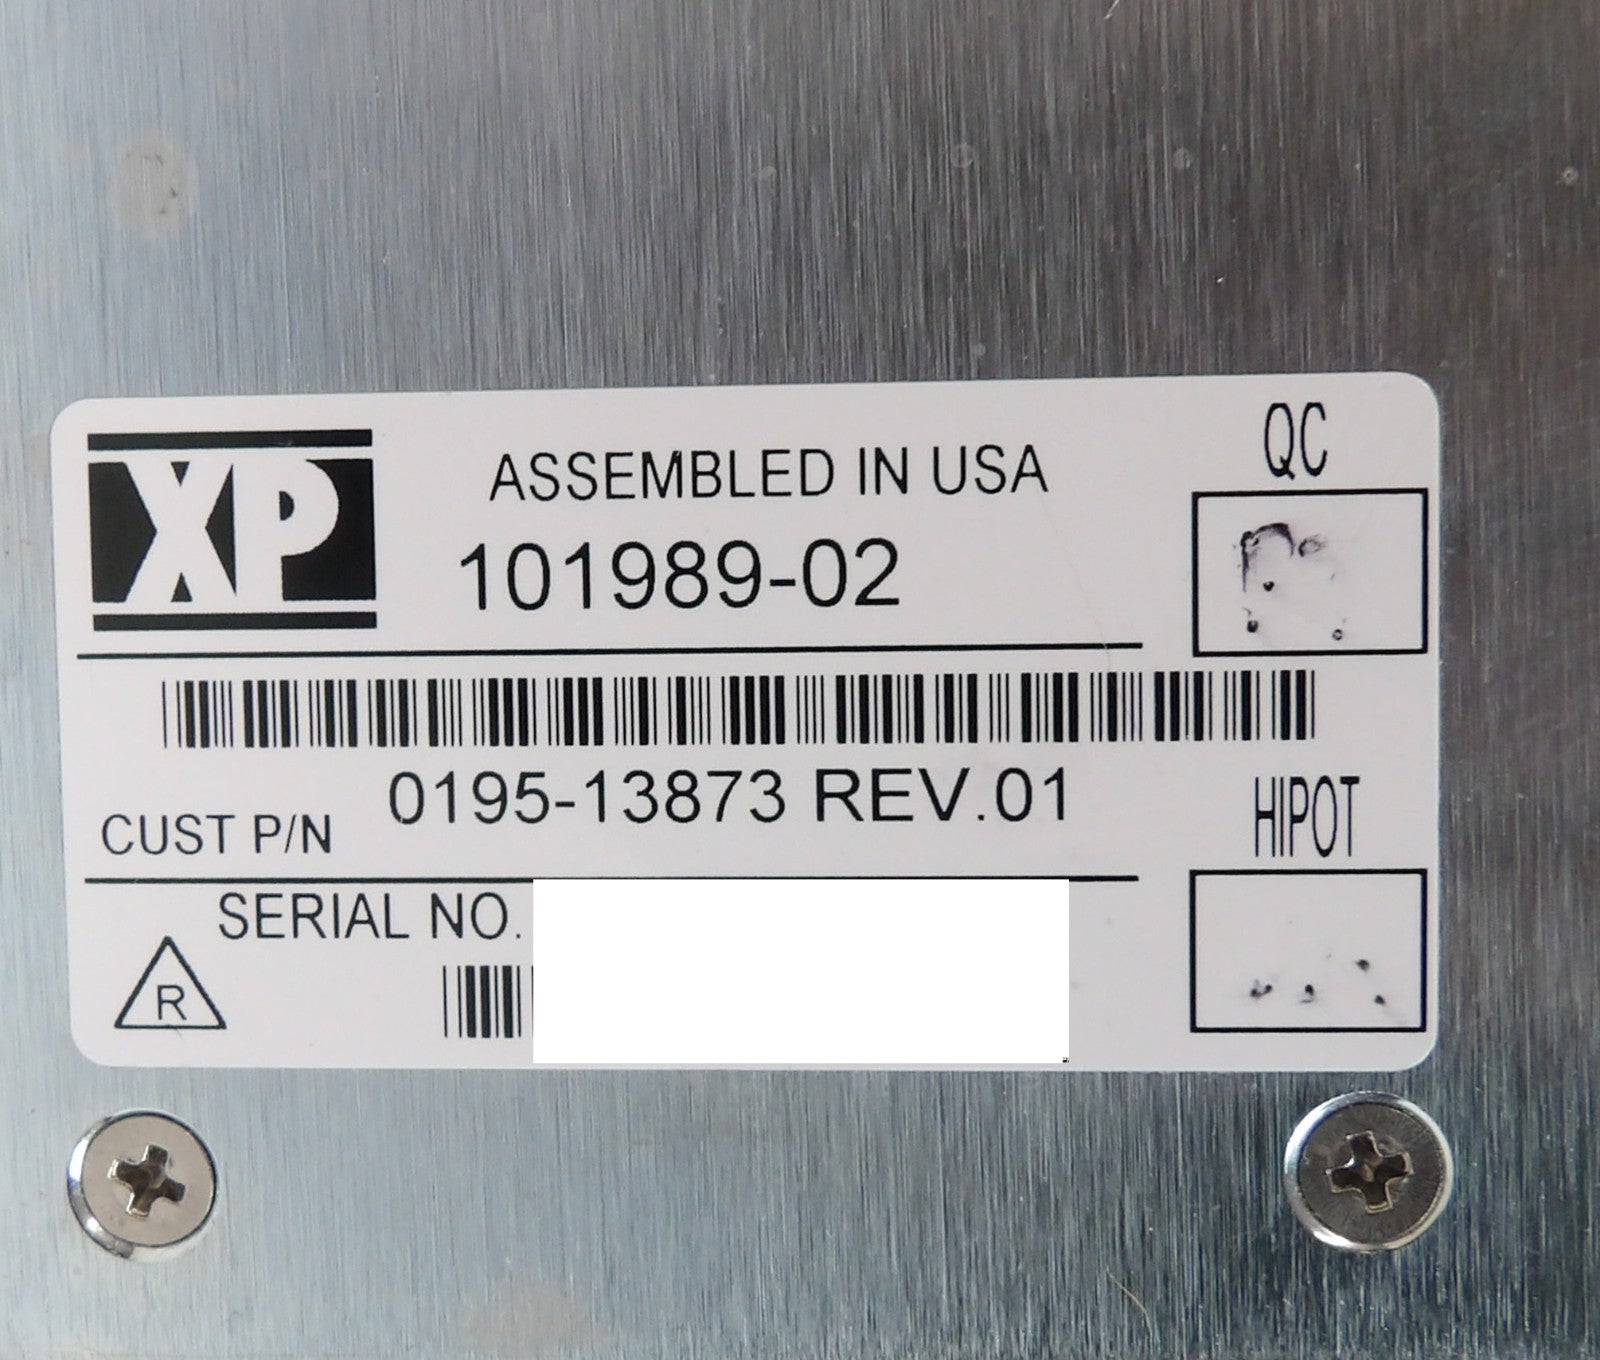 XP
ASSEMBLED IN USA
101989-02
QC
0195-13873 REV.01
CUST P/N
HIPOT
SERIAL NO.
R